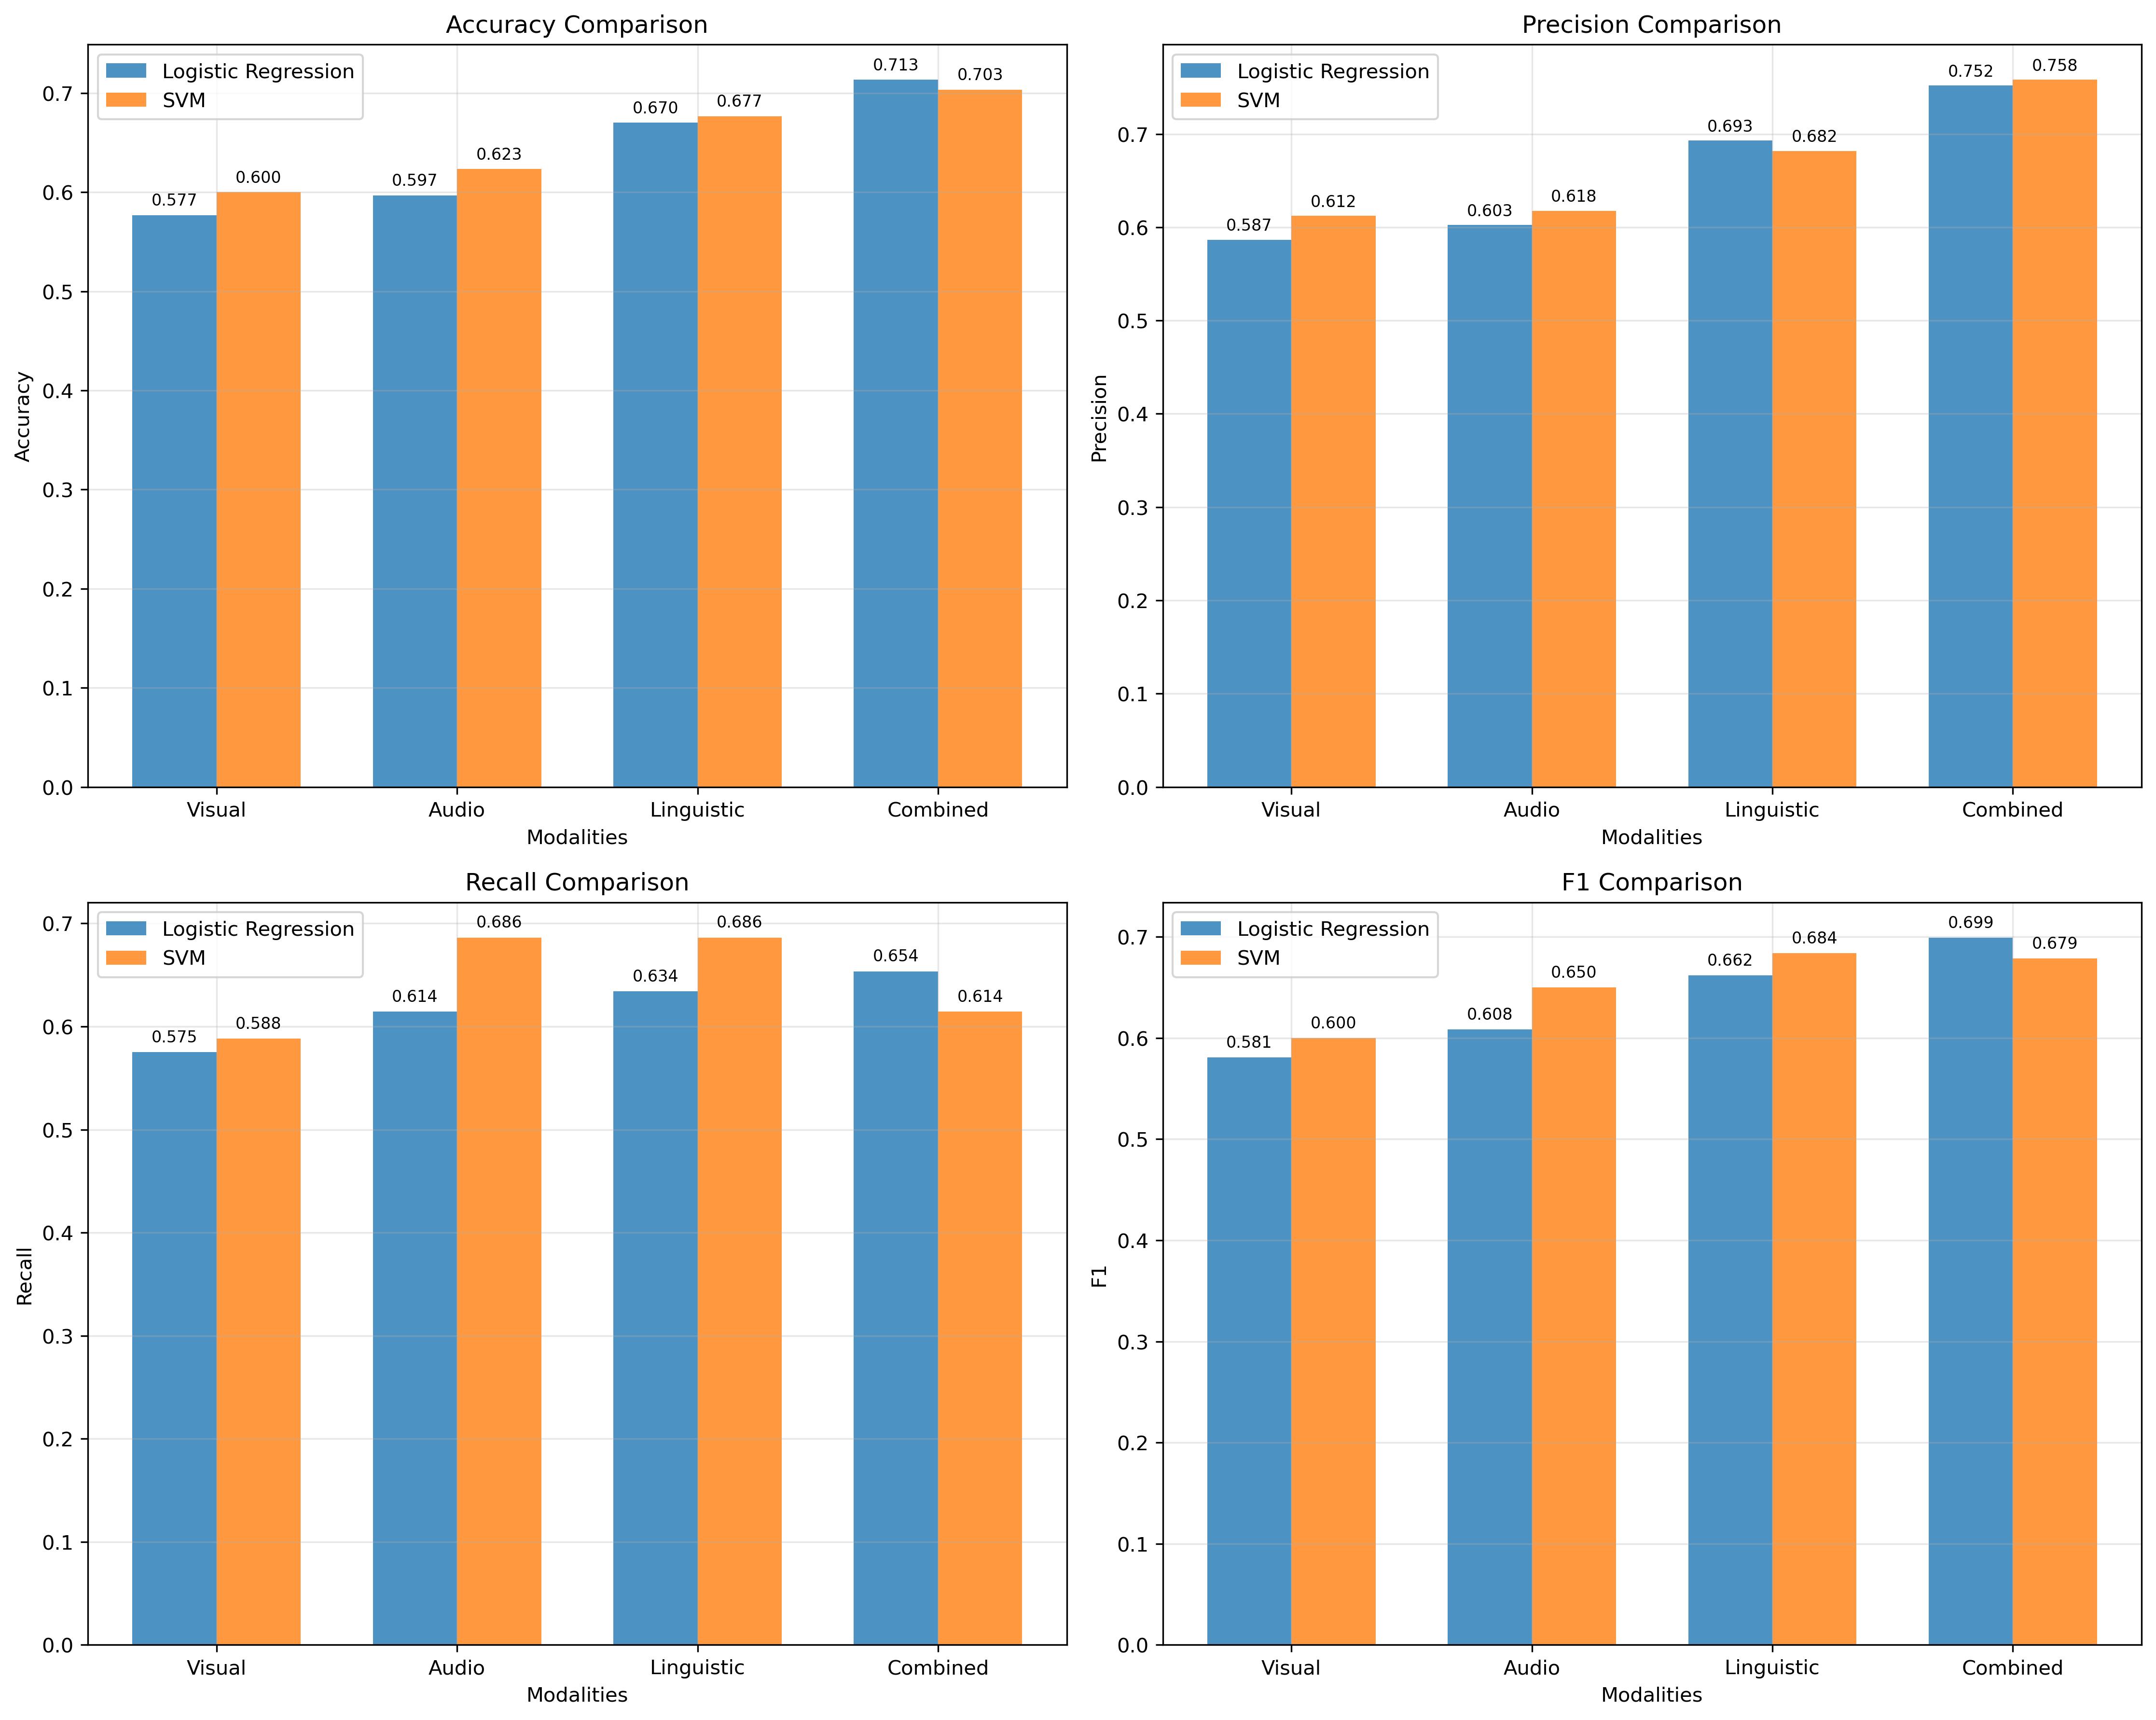 Accuracy Comparison
Logistic Regression
SVM
0.577
0.600
0.597
0.623
0.670
0.677
0.713
0.703
0.7
0.6
0.5
0.4
0.3
0.2
0.1
0.0
Accuracy
Visual
Audio
Linguistic
Combined
Modalities
Precision Comparison
Logistic Regression
SVM
0.587
0.612
0.603
0.618
0.693
0.682
0.752
0.758
0.7
0.6
0.5
0.4
0.3
0.2
0.1
0.0
Precision
Visual
Audio
Linguistic
Combined
Modalities
Recall Comparison
Logistic Regression
SVM
0.575
0.588
0.614
0.686
0.634
0.686
0.654
0.614
0.7
0.6
0.5
0.4
0.3
0.2
0.1
0.0
Recall
Visual
Audio
Linguistic
Combined
Modalities
F1 Comparison
Logistic Regression
SVM
0.581
0.600
0.608
0.650
0.662
0.684
0.699
0.679
0.7
0.6
0.5
0.4
0.3
0.2
0.1
0.0
F1
Visual
Audio
Linguistic
Combined
Modalities